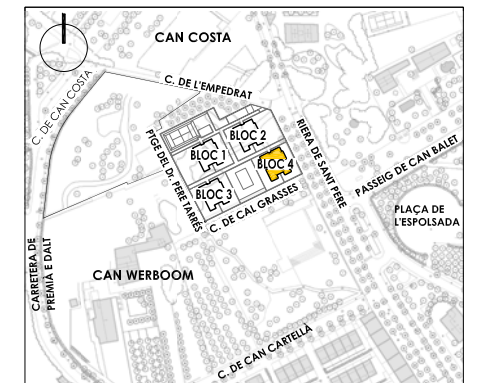 CAN COSTA
C. DE L'EMPEDRAT
C. DE CAN COSTA
RIERA DE SANT PERE
PTGE DEL Dr. PERE TARRÉS
BLOC 2
BLOC 1
BLOC 4
BLOC 3
PASSEIG DE CAN BALET
C. DE CAL GRASSES
PLAÇA DE
L'ESPOLSADA
CARRETERA DE
PREMIÀ E DALT
CAN WERBOOM
C. DE CAN CARTELLÀ